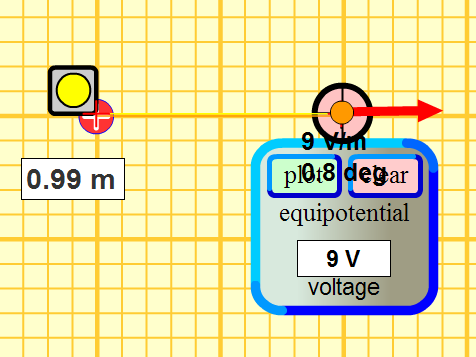 0.99 m
9 V/m
0.8 deg
plot clear
equipotential
9 V
voltage